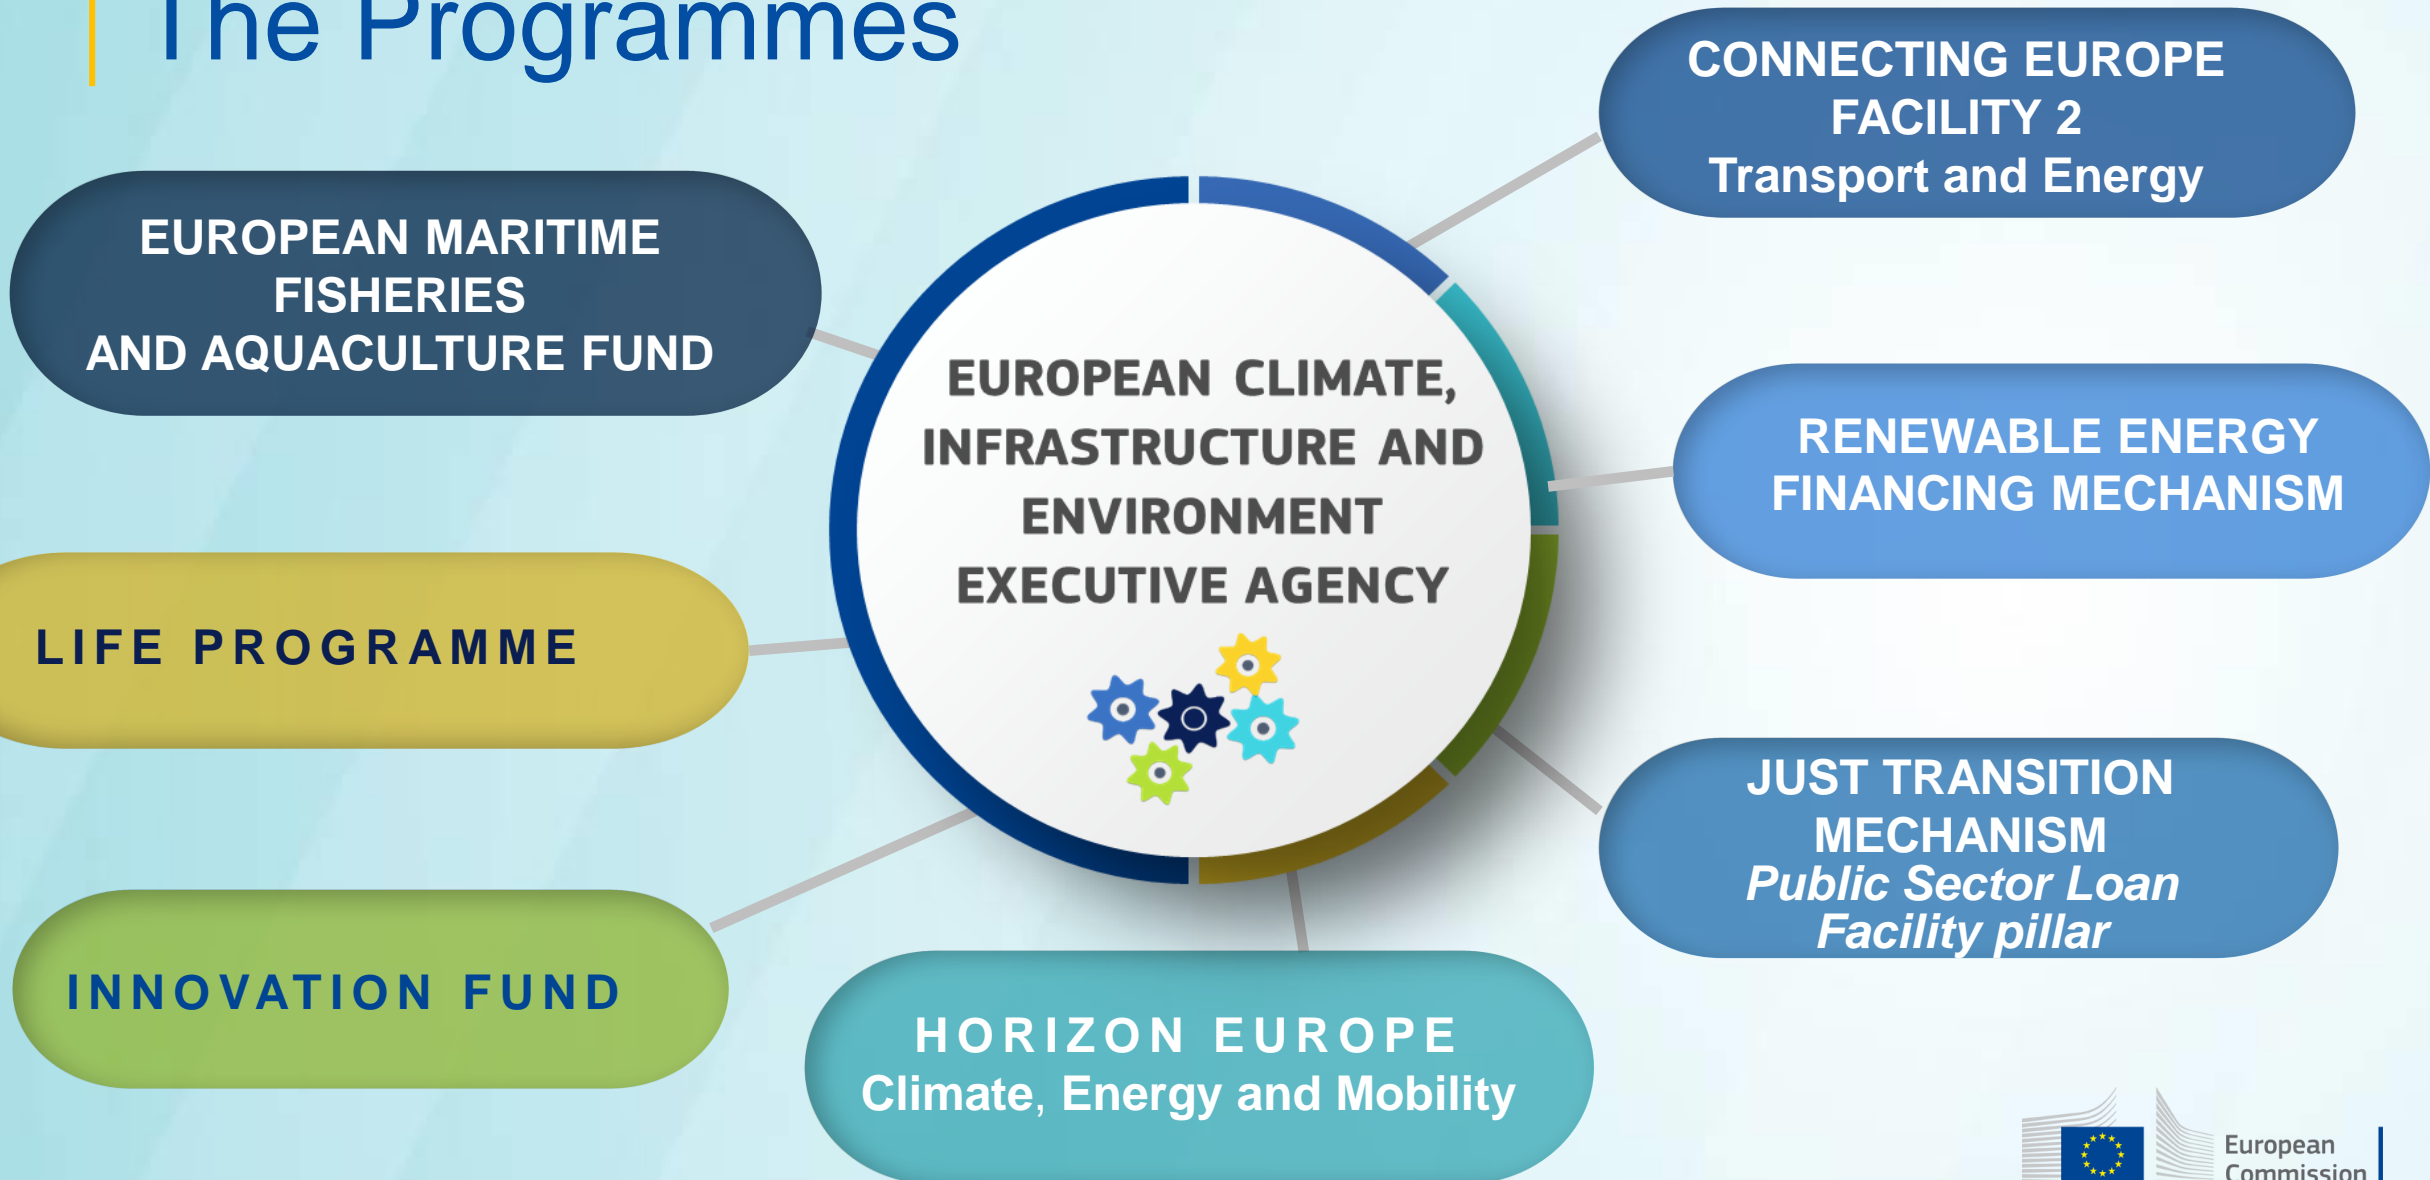 The Programmes
CONNECTING EUROPE
FACILITY 2
Transport and Energy
EUROPEAN MARITIME
FISHERIES
AND AQUACULTURE FUND
EUROPEAN CLIMATE,
INFRASTRUCTURE AND
ENVIRONMENT
EXECUTIVE AGENCY
RENEWABLE ENERGY
FINANCING MECHANISM
LIFE PROGRAMME
JUST TRANSITION
MECHANISM
Public Sector Loan
Facility pillar
INNOVATION FUND
HORIZON EUROPE
Climate, Energy and Mobility
European
Commission